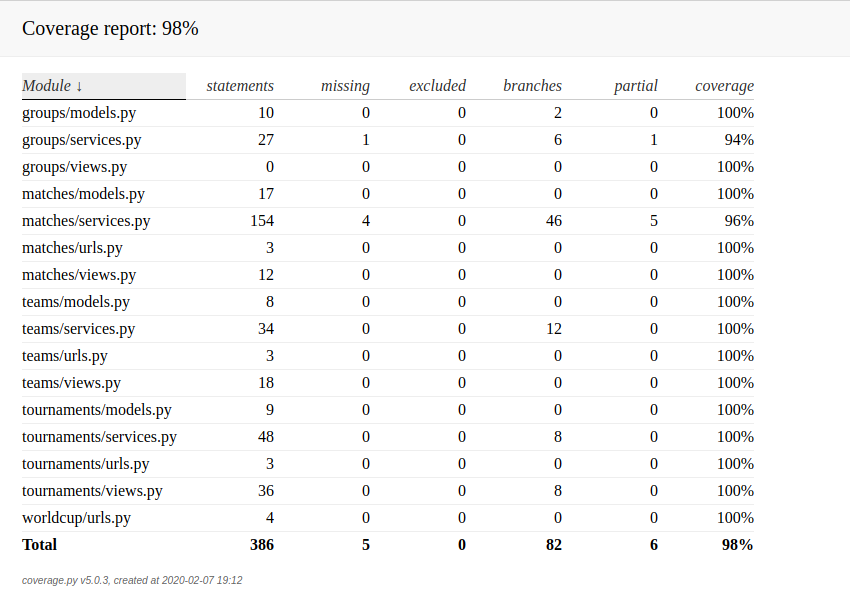 Coverage report: 98%
Module ↓ statements missing excluded branches partial coverage
groups/models.py 10 0 0 2 0 100%
groups/services.py 27 1 0 6 1 94%
groups/views.py 0 0 0 0 0 100%
matches/models.py 17 0 0 0 0 100%
matches/services.py 154 4 0 46 5 96%
matches/urls.py 3 0 0 0 0 100%
matches/views.py 12 0 0 0 0 100%
teams/models.py 8 0 0 0 0 100%
teams/services.py 34 0 0 12 0 100%
teams/urls.py 3 0 0 0 0 100%
teams/views.py 18 0 0 0 0 100%
tournaments/models.py 9 0 0 0 0 100%
tournaments/services.py 48 0 0 8 0 100%
tournaments/urls.py 3 0 0 0 0 100%
tournaments/views.py 36 0 0 8 0 100%
worldcup/urls.py 4 0 0 0 0 100%
Total 386 5 0 82 6 98%
coverage.py v5.0.3, created at 2020-02-07 19:12